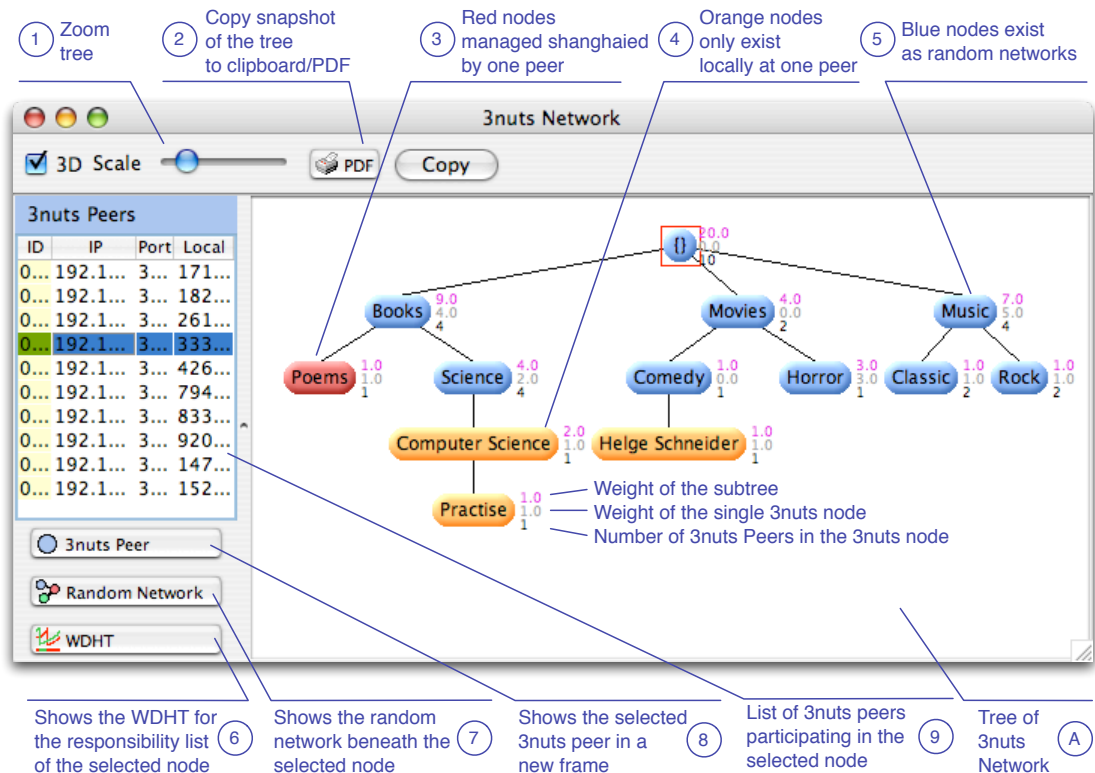 1 Zoom
tree
2 Copy snapshot
of the tree
to clipboard/PDF
3 Red nodes
managed shanghaied
by one peer
4 Orange nodes
only exist
locally at one peer
5 Blue nodes exist
as random networks
3nuts Network
3D Scale
PDF
Copy
3nuts Peers
ID IP Port Local
0... 192.1... 3... 171...
0... 192.1... 3... 182...
0... 192.1... 3... 261...
0... 192.1... 3... 333...
0... 192.1... 3... 426...
0... 192.1... 3... 794...
0... 192.1... 3... 833...
0... 192.1... 3... 920...
0... 192.1... 3... 147...
0... 192.1... 3... 152...
3nuts Peer
Random Network
WDHT
{} 20.0
0.0
10
Books 9.0
4.0
4
Movies 4.0
0.0
2
Music 7.0
5.0
4
Poems 1.0
1.0
1
Science 4.0
2.0
4
Comedy 1.0
0.0
1
Horror 3.0
3.0
1
Classic 1.0
1.0
2
Rock 1.0
1.0
2
Computer Science 2.0
1.0
1
Helge Schneider 1.0
1.0
1
Practise 1.0
1.0
1
Weight of the subtree
Weight of the single 3nuts node
Number of 3nuts Peers in the 3nuts node
Shows the WDHT for
the responsibility list 6
of the selected node
Shows the random
network beneath the 7
selected node
Shows the selected
3nuts peer in a 8
new frame
List of 3nuts peers
participating in the 9
selected node
Tree of
3nuts A
Network